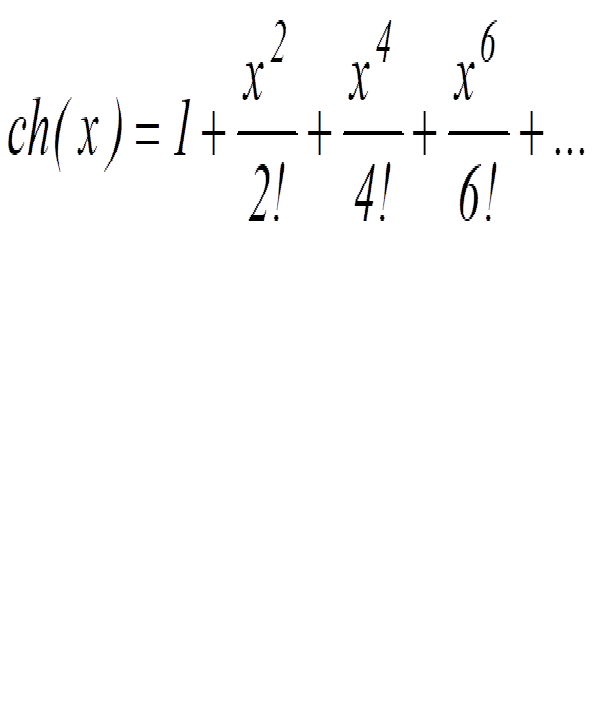 ch( x ) = 1 + x^2/2! + x^4/4! + x^6/6! + ...